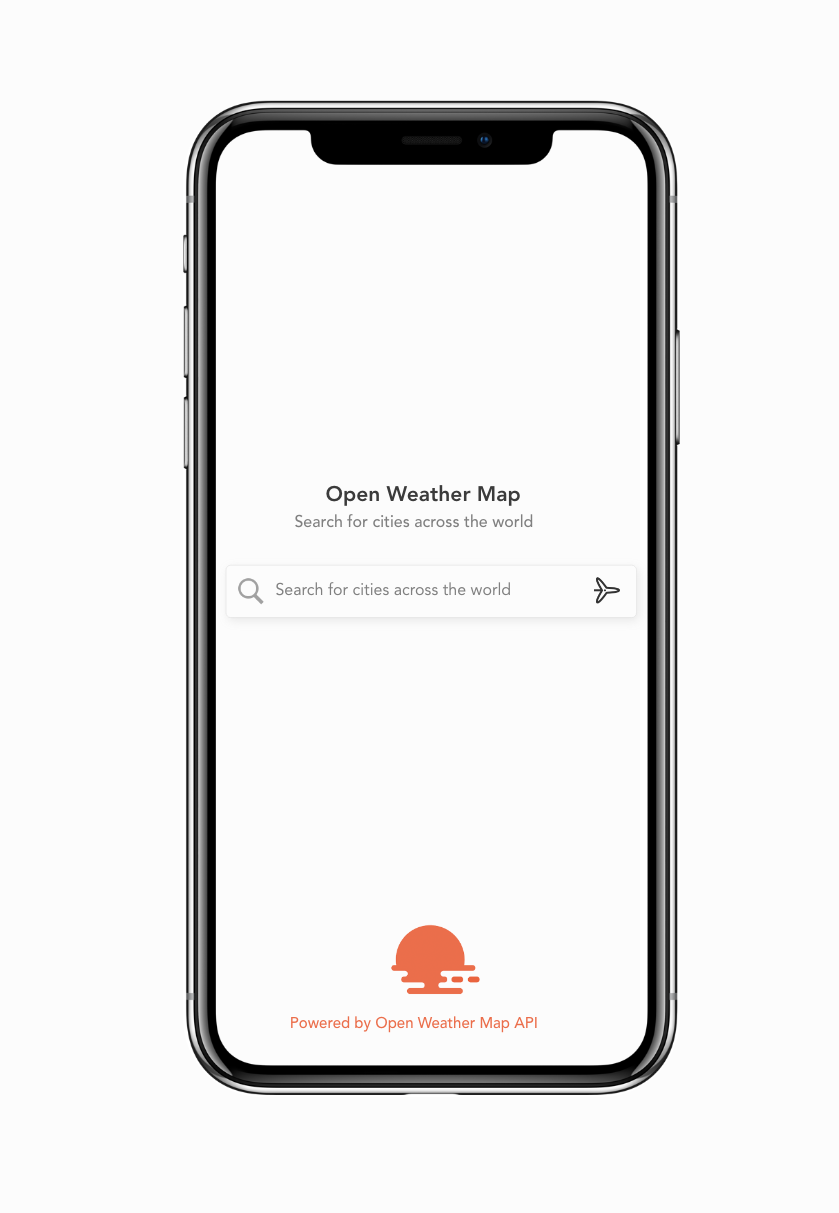 Open Weather Map
Search for cities across the world
Search for cities across the world
Powered by Open Weather Map API